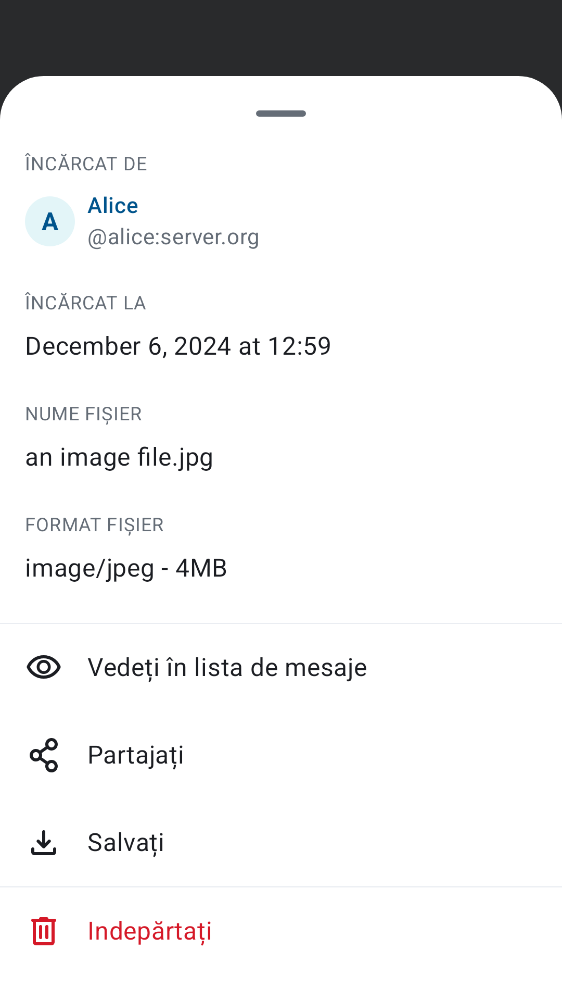 ÎNCĂRCAT DE
A
Alice
@alice:server.org
ÎNCĂRCAT LA
December 6, 2024 at 12:59
NUME FIȘIER
an image file.jpg
FORMAT FIȘIER
image/jpeg - 4MB
Vedeți în lista de mesaje
Partajați
Salvați
Indepărtați